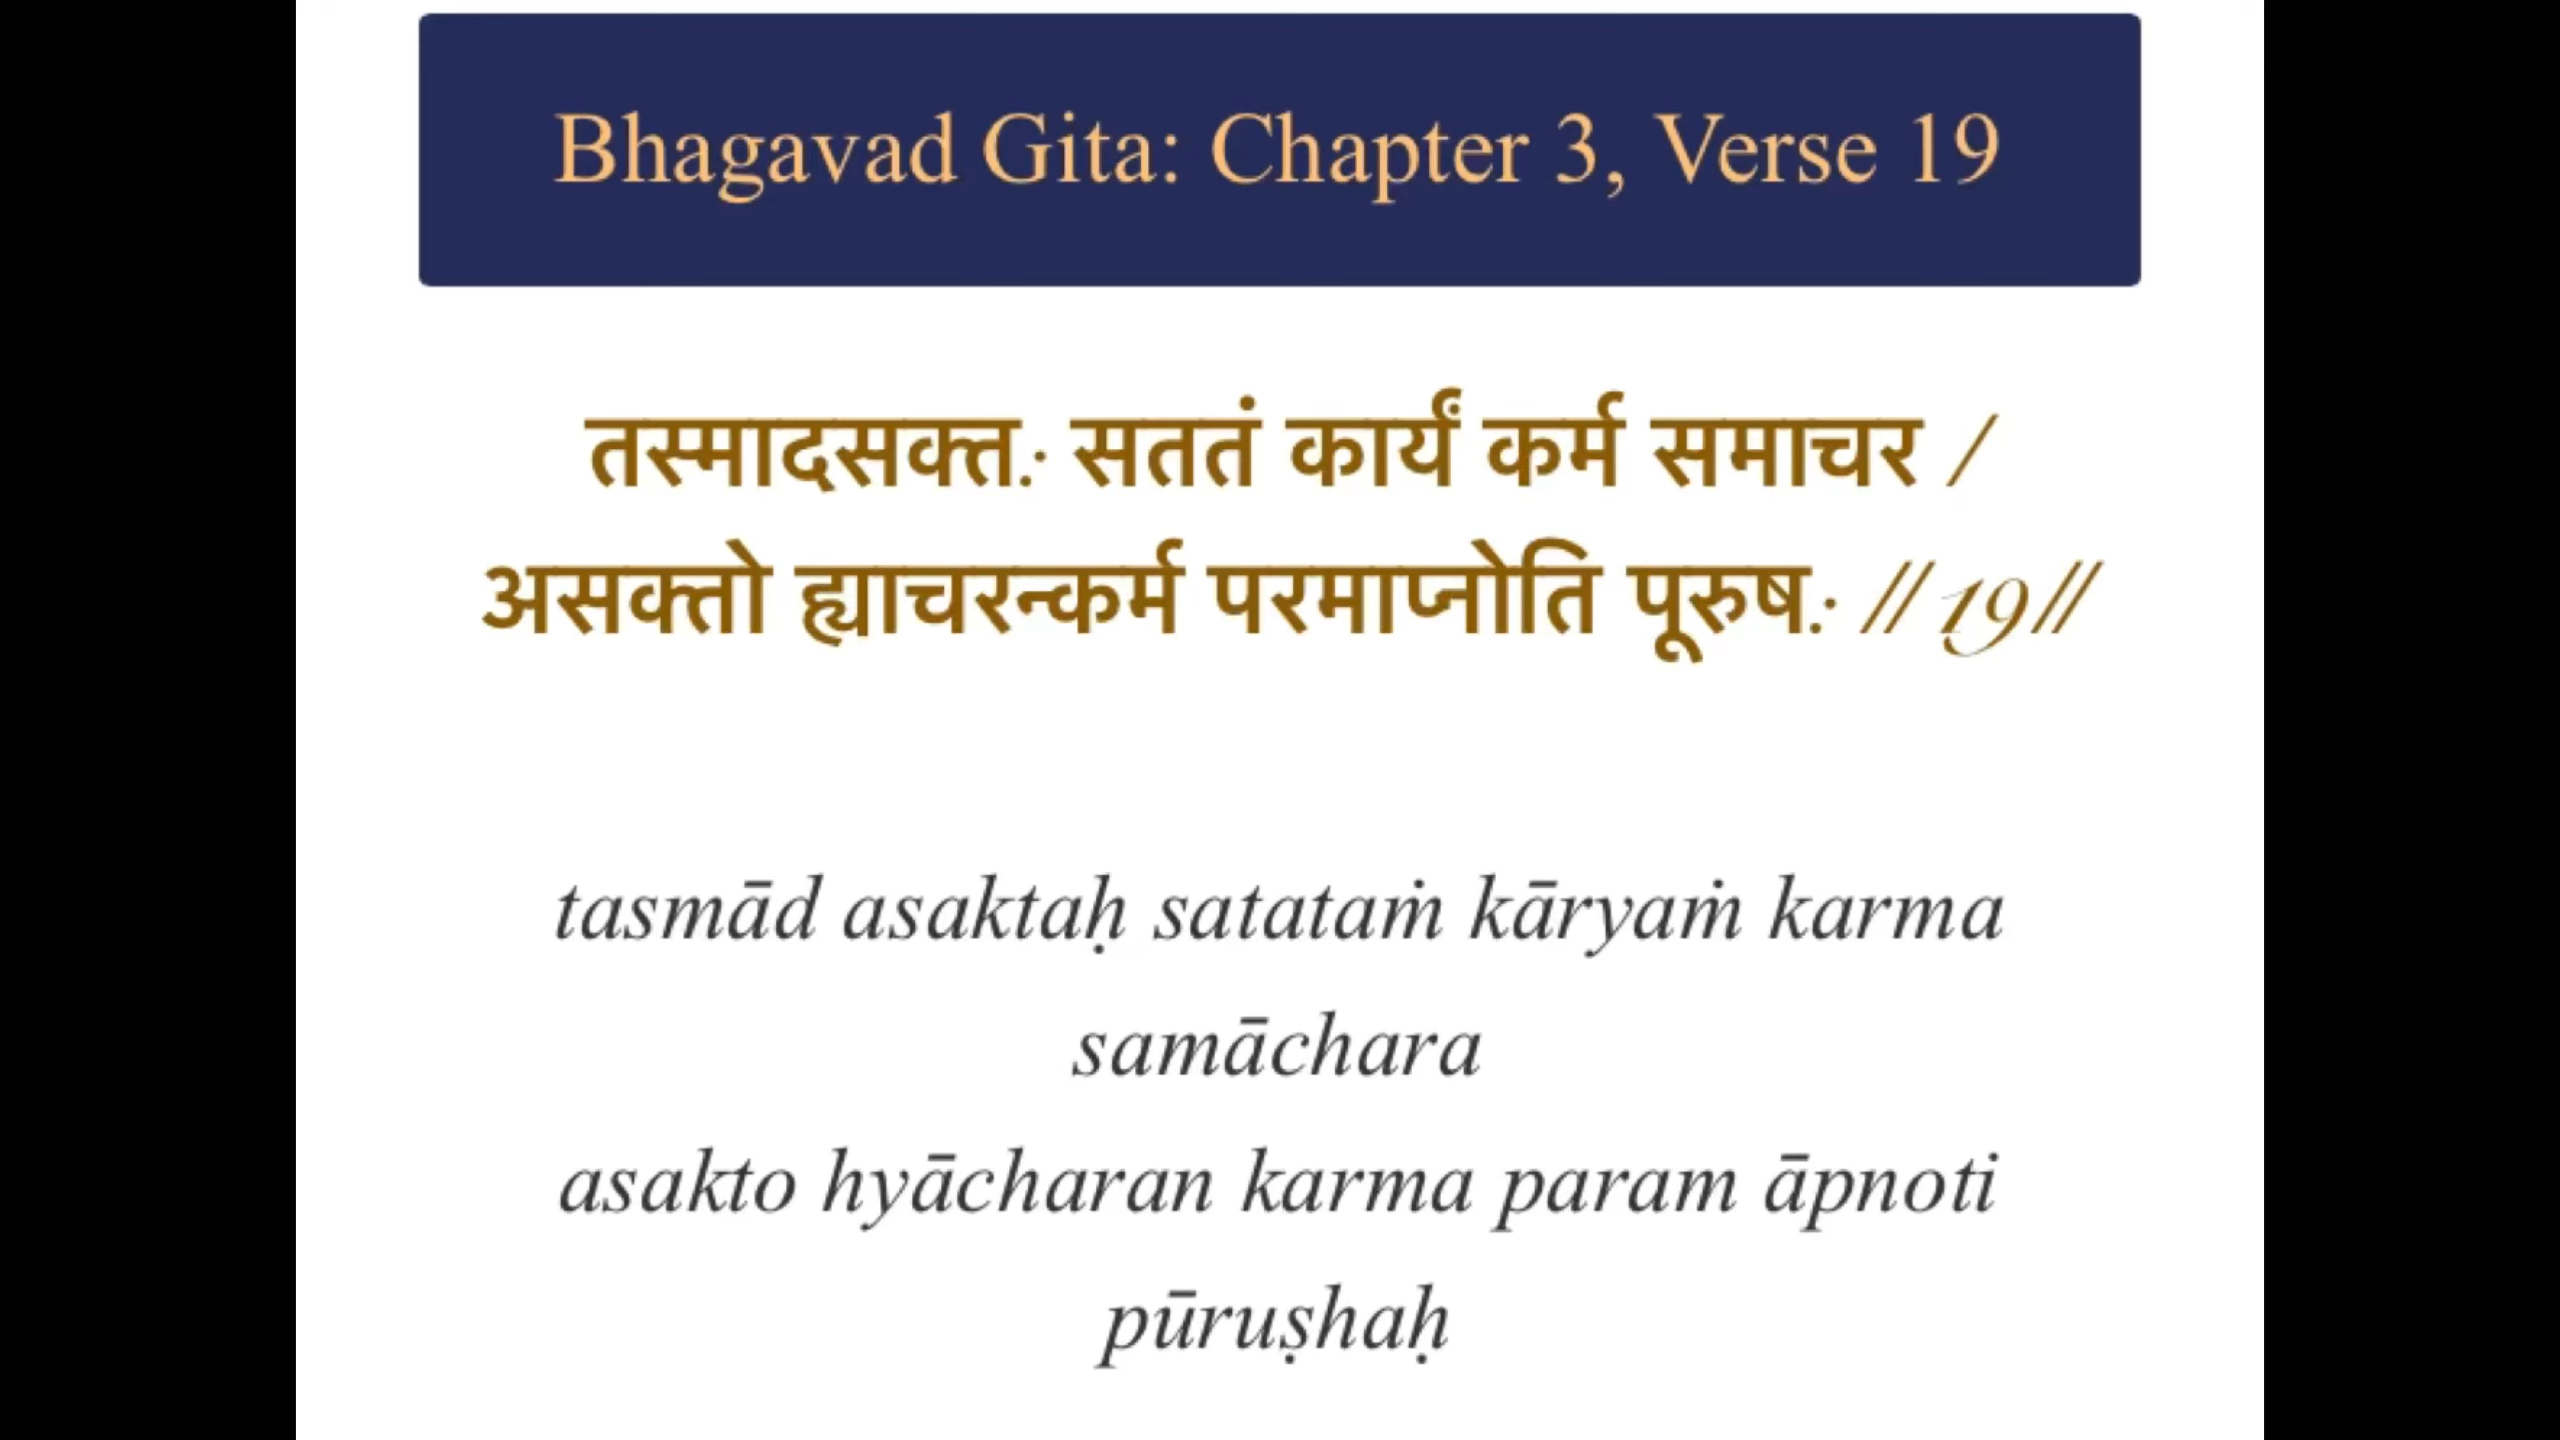 Bhagavad Gita: Chapter 3, Verse 19
तस्मादसक्त: सततं कार्यं कर्म समाचर /
असक्तो ह्याचरन्कर्म परमाप्नोति पूरुष: // 19//
tasmād asaktaḥ satataṁ kāryaṁ karma
samāchara
asakto hyācharan karma param āpnoti
pūruṣhaḥ